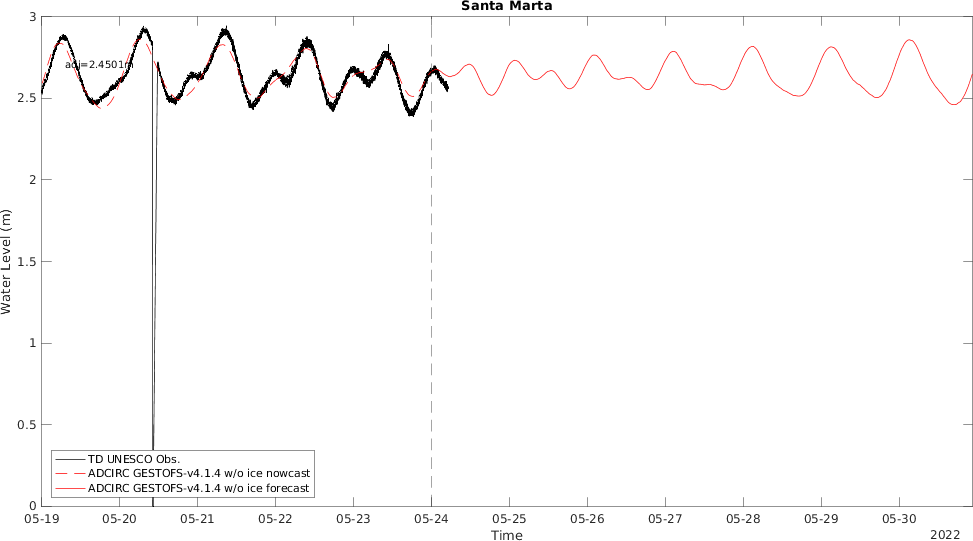 Santa Marta
3
adj=2.4501m
2.5
2
1.5
Water Level (m)
1
0.5
TD UNESCO Obs.
ADCIRC GESTOFS-v4.1.4 w/o ice nowcast
ADCIRC GESTOFS-v4.1.4 w/o ice forecast
0
05-19 05-20 05-21 05-22 05-23 05-24 05-25 05-26 05-27 05-28 05-29 05-30
Time
2022